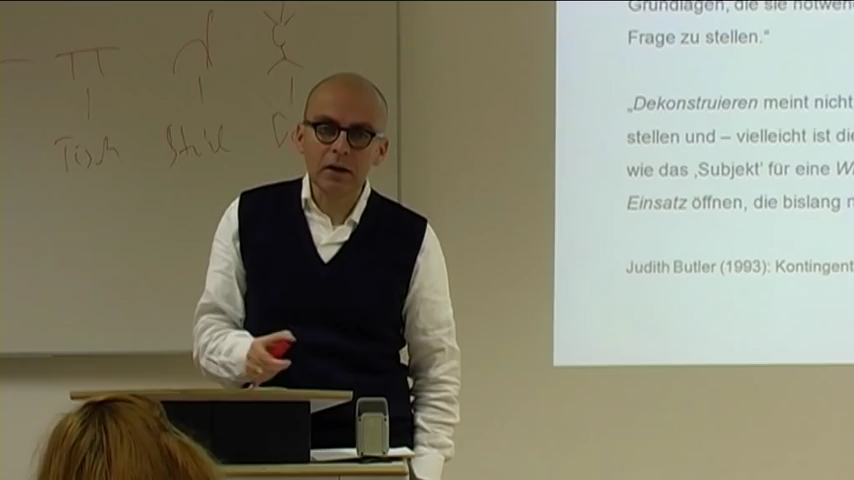 Tisch Stuhl
Grundlagen, die sie notwen
Frage zu stellen."
„Dekonstruieren meint nicht
stellen und – vielleicht ist die
wie das ‚Subjekt' für eine W
Einsatz öffnen, die bislang n
Judith Butler (1993): Kontingent